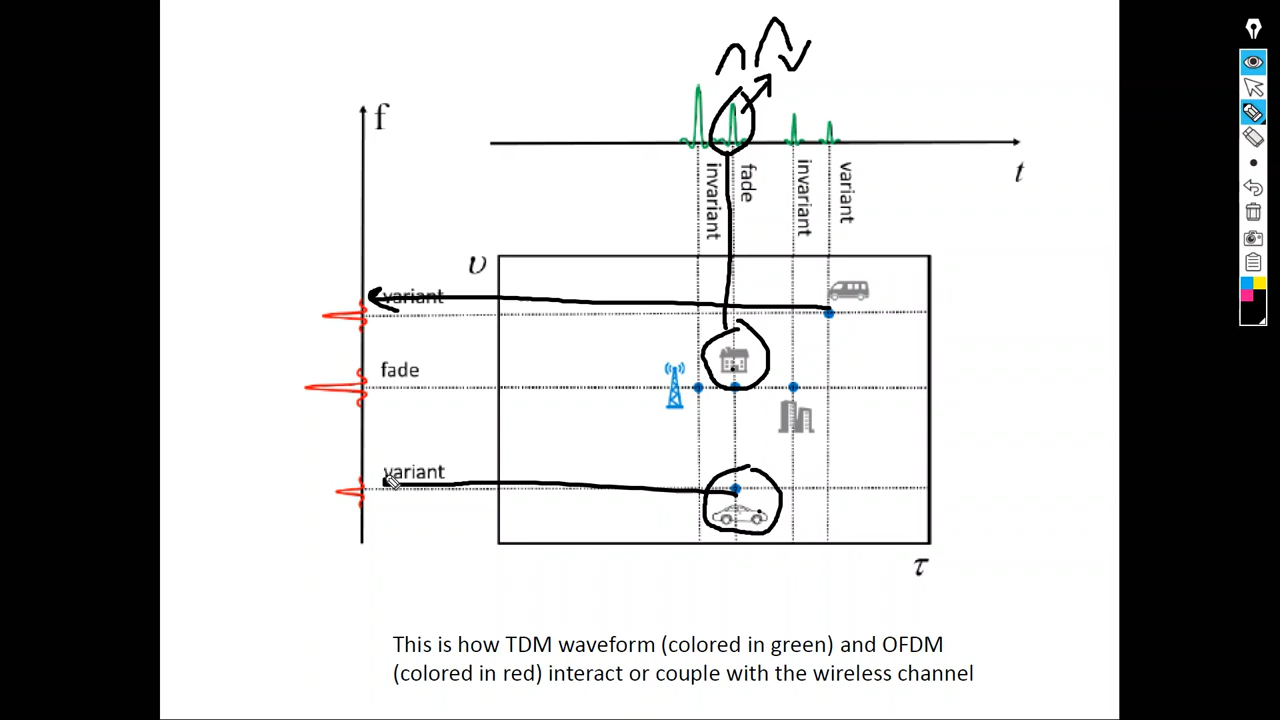 f
t
invariant
fade
invariant
variant
υ
variant
fade
variant
τ
This is how TDM waveform (colored in green) and OFDM
(colored in red) interact or couple with the wireless channel